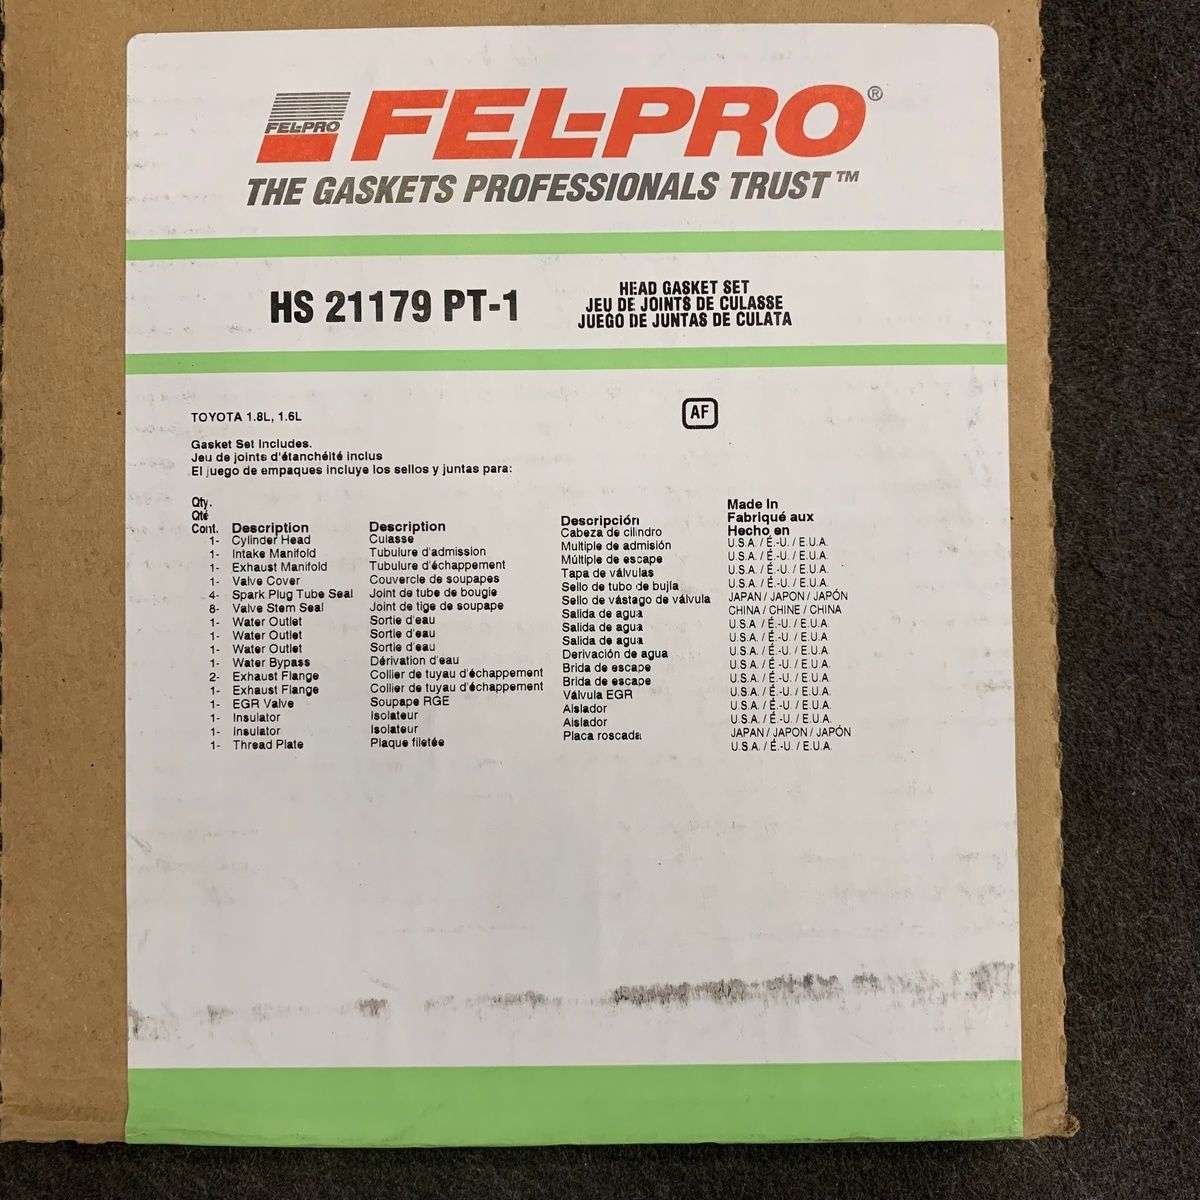 FEL-PRO
FEL-PRO®
THE GASKETS PROFESSIONALS TRUST™
HS 21179 PT-1
HEAD GASKET SET
JEU DE JOINTS DE CULASSE
JUEGO DE JUNTAS DE CULATA
TOYOTA 1.8L, 1.6L
AF
Gasket Set Includes.
Jeu de joints d'étanchéité inclus
El juego de empaques incluye los sellos y juntas para:
Qty.
Qté
Cont. Description Description Descripción Made In
Fabriqué aux
Hecho en
1- Cylinder Head Culasse Cabeza de cilindro U.S.A. / É.-U. / E.U.A.
1- Intake Manifold Tubulure d'admission Multiple de admisión U.S.A. / É.-U. / E.U.A.
1- Exhaust Manifold Tubulure d'échappement Múltiple de escape U.S.A. / É.-U. / E.U.A.
1- Valve Cover Couvercle de soupapes Tapa de válvulas U.S.A. / É.-U. / E.U.A.
4- Spark Plug Tube Seal Joint de tube de bougie Sello de tubo de bujía JAPAN / JAPON / JAPÓN
8- Valve Stem Seal Joint de tige de soupape Sello de vástago de válvula CHINA / CHINE / CHINA
1- Water Outlet Sortie d'eau Salida de agua U.S.A. / É.-U. / E.U.A.
1- Water Outlet Sortie d'eau Salida de agua U.S.A. / É.-U. / E.U.A.
1- Water Outlet Sortie d'eau Salida de agua U.S.A. / É.-U. / E.U.A.
1- Water Bypass Dérivation d'eau Derivación de agua U.S.A. / É.-U. / E.U.A.
2- Exhaust Flange Collier de tuyau d'échappement Brida de escape U.S.A. / É.-U. / E.U.A.
1- Exhaust Flange Collier de tuyau d'échappement Brida de escape U.S.A. / É.-U. / E.U.A.
1- EGR Valve Soupape RGE Válvula EGR U.S.A. / É.-U. / E.U.A.
1- Insulator Isolateur Aislador U.S.A. / É.-U. / E.U.A.
1- Insulator Isolateur Aislador JAPAN / JAPON / JAPÓN
1- Thread Plate Plaque filetée Placa roscada U.S.A. / É.-U. / E.U.A.